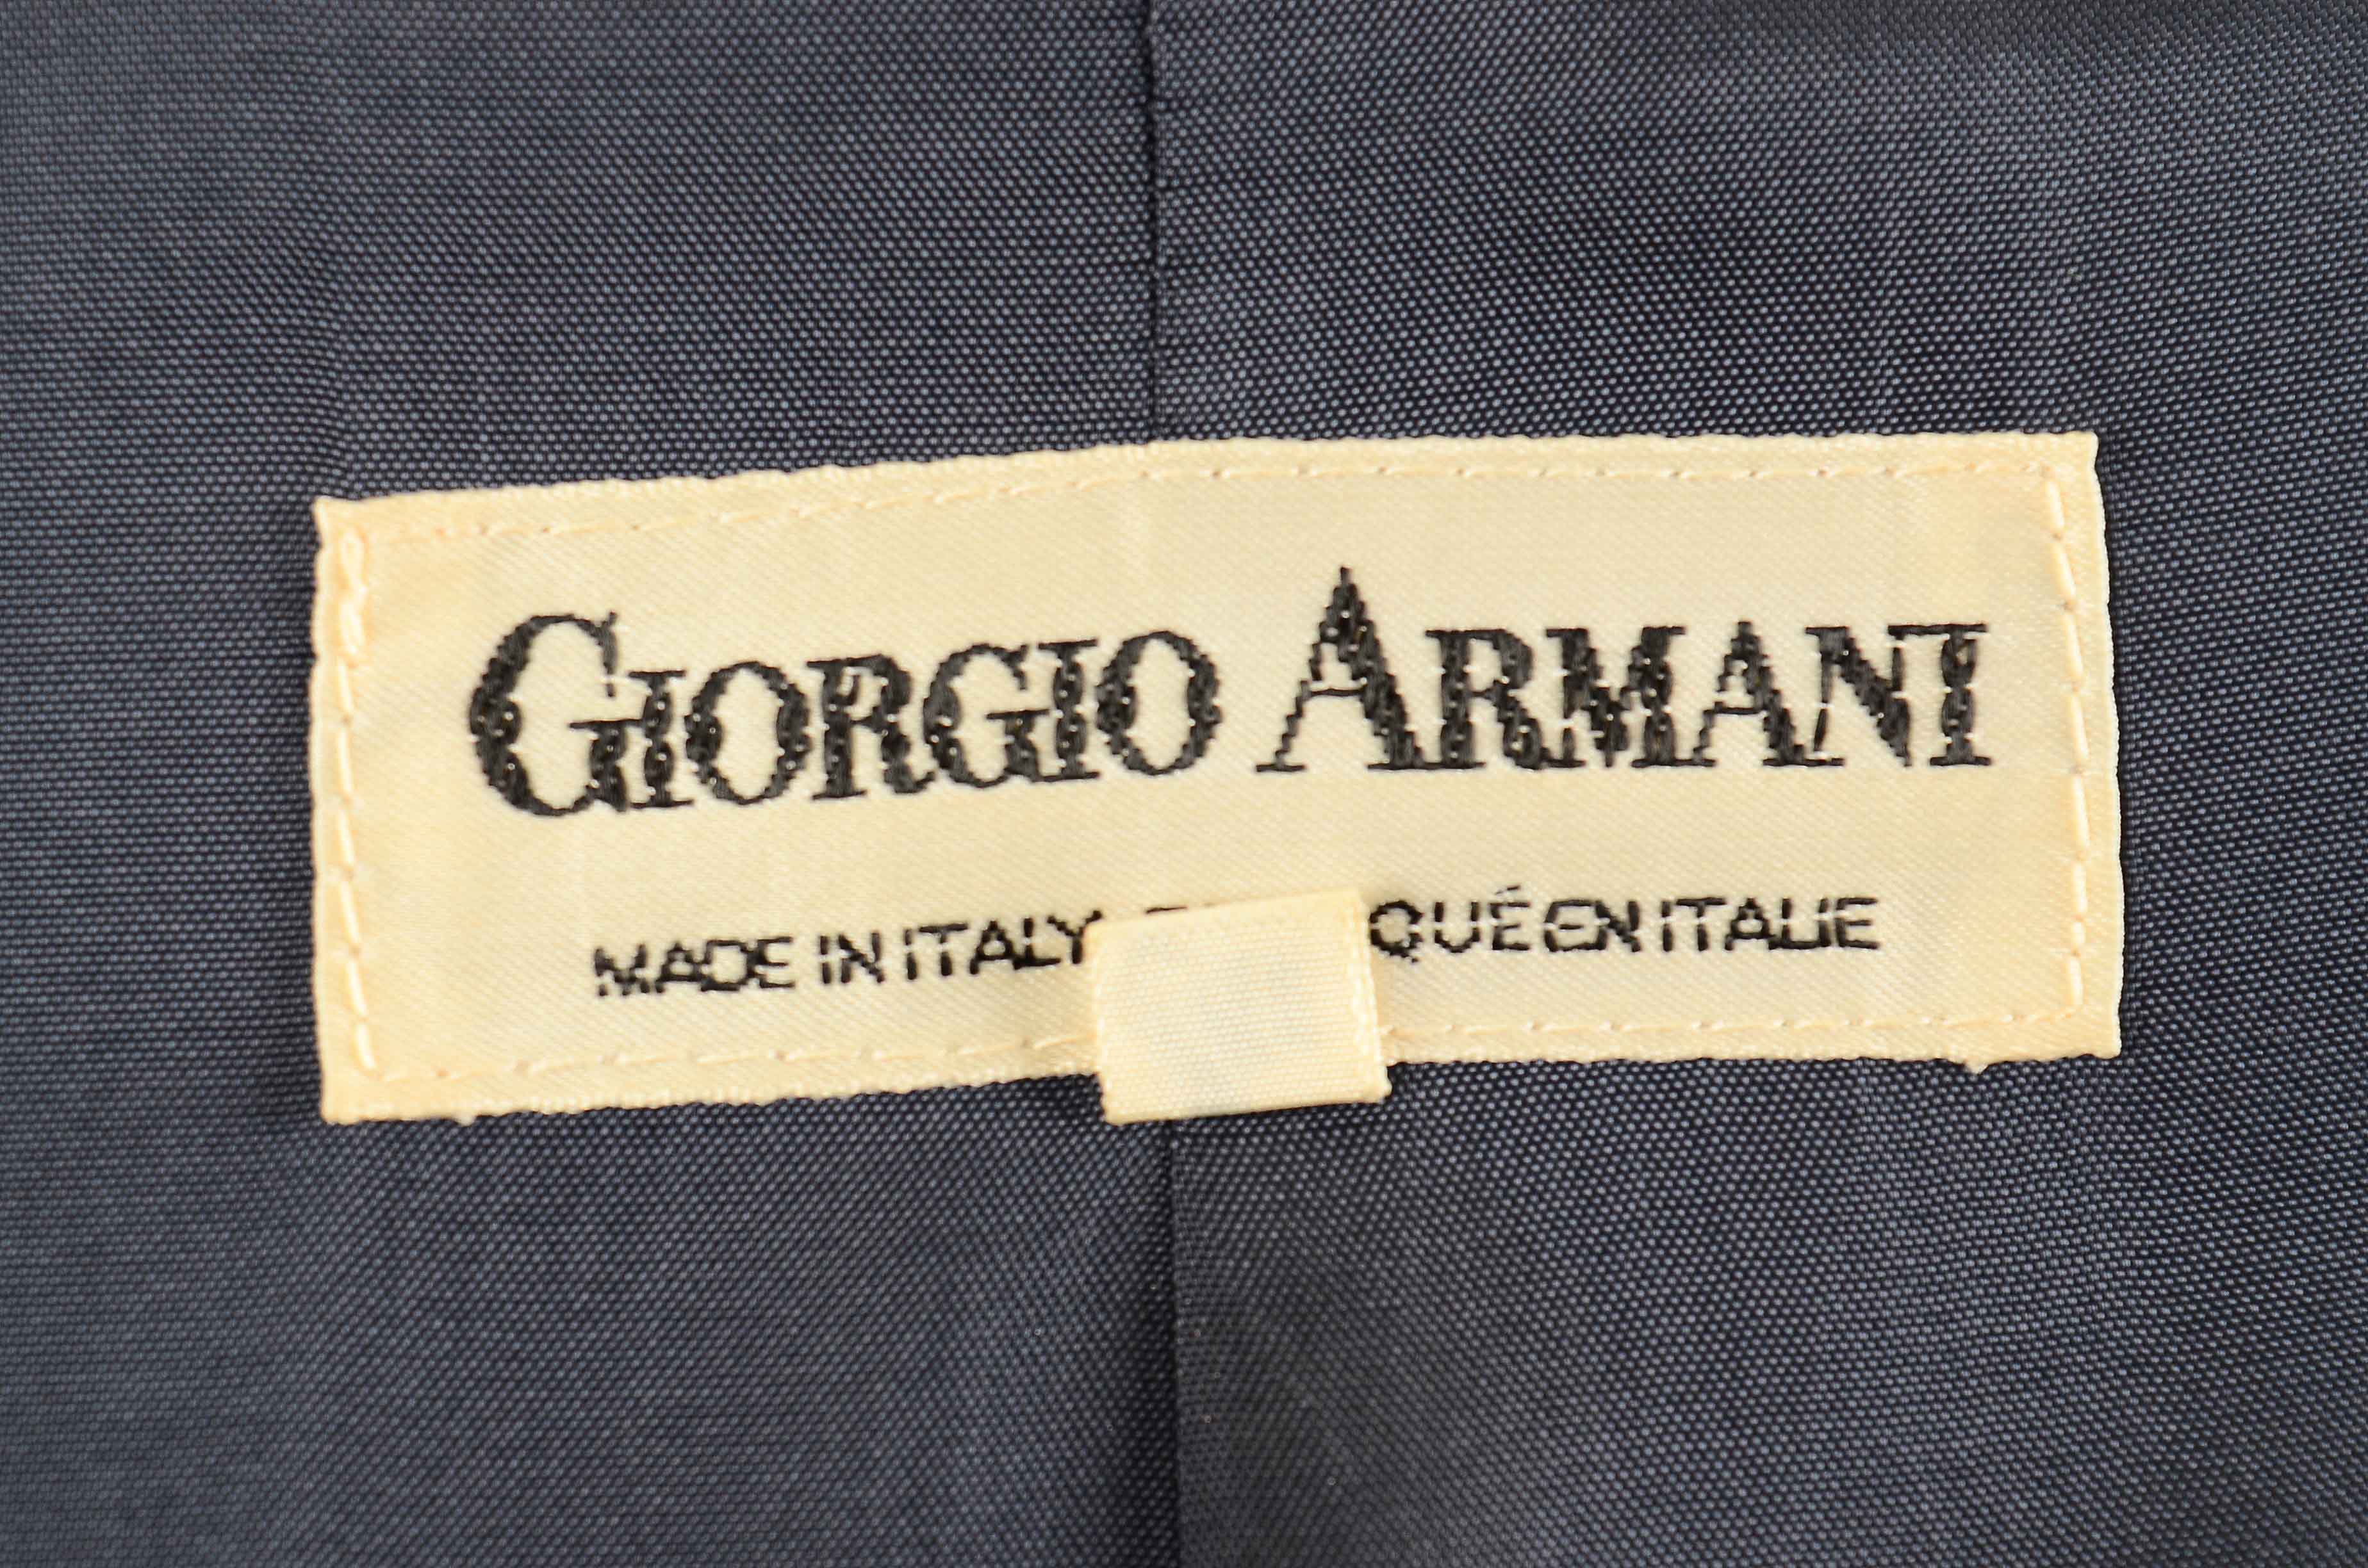 GIORGIO ARMANI
MADE IN ITALY QUÉ EN ITALIE